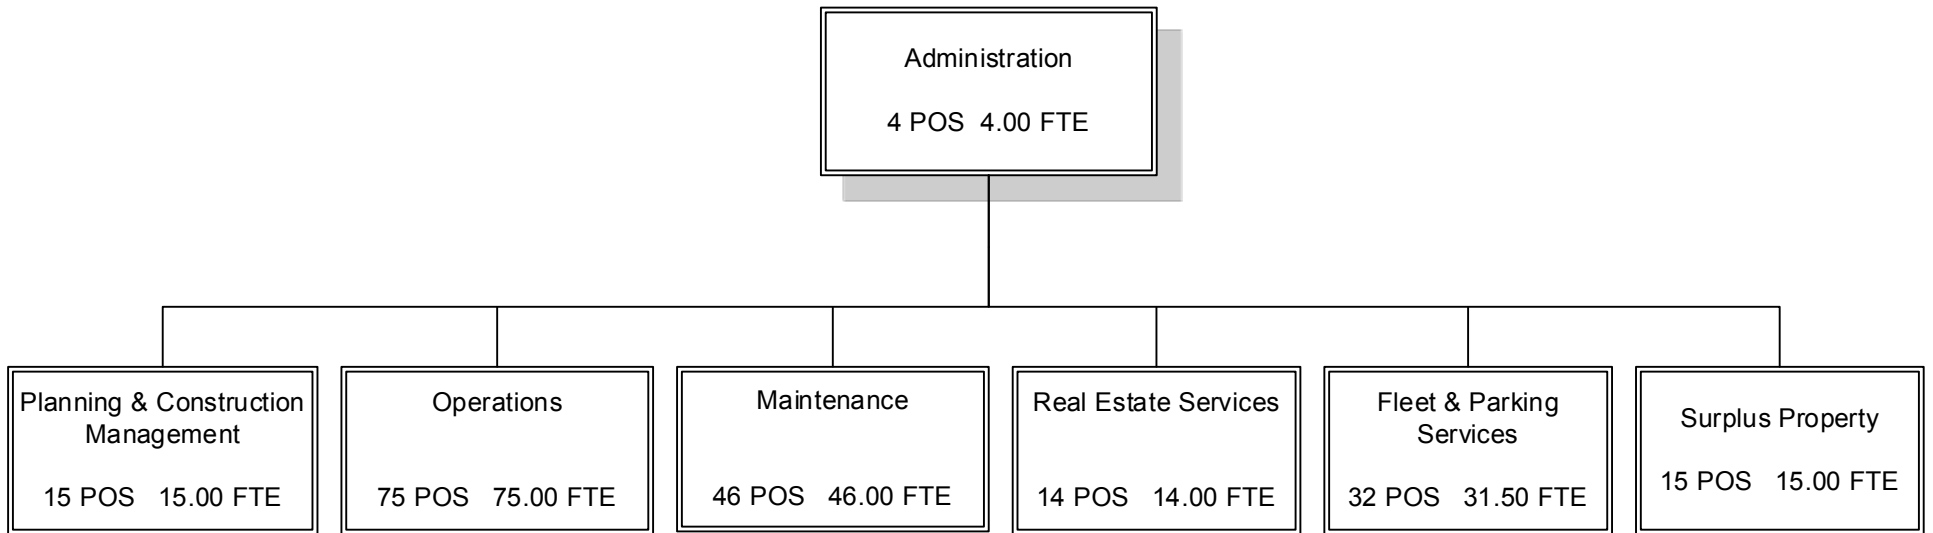 Administration
4 POS 4.00 FTE
Planning & Construction
Management
15 POS 15.00 FTE
Operations
75 POS 75.00 FTE
Maintenance
46 POS 46.00 FTE
Real Estate Services
14 POS 14.00 FTE
Fleet & Parking
Services
32 POS 31.50 FTE
Surplus Property
15 POS 15.00 FTE